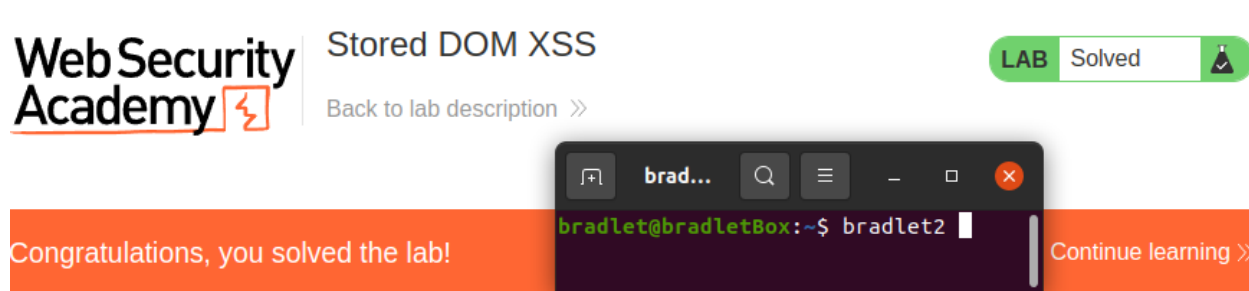 Web Security
Academy
Stored DOM XSS
Back to lab description
LAB Solved
brad...
bradlet@bradletBox:~$ bradlet2
Congratulations, you solved the lab!
Continue learning